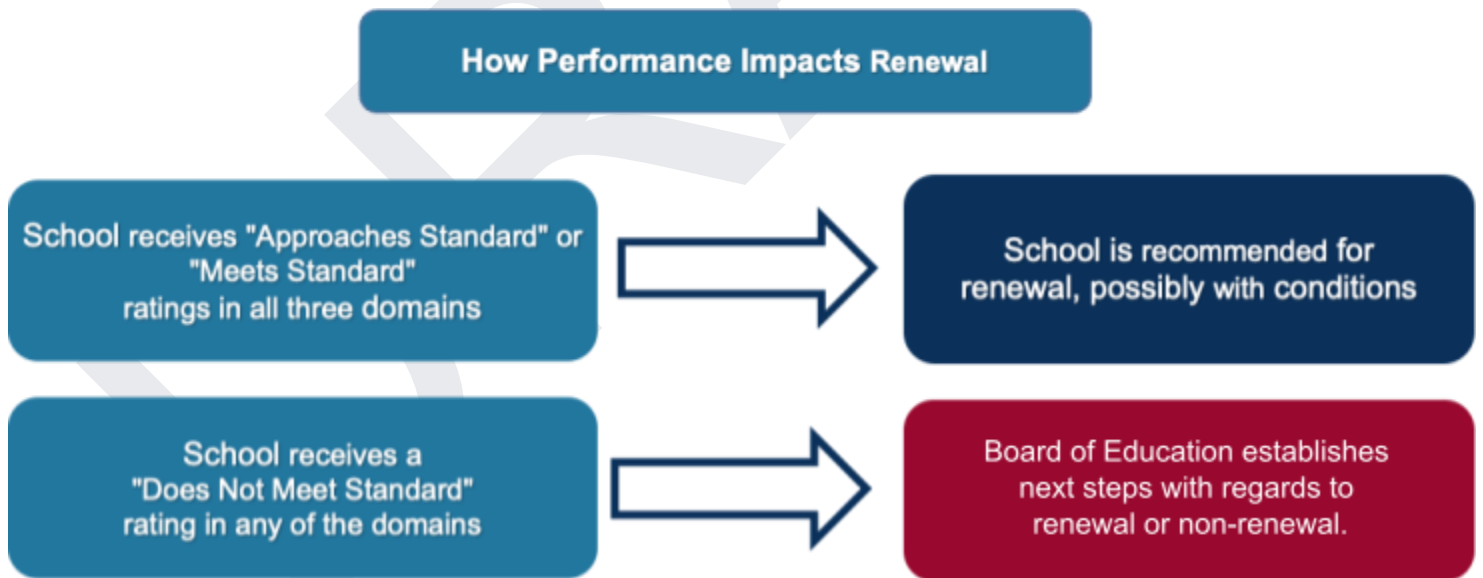 How Performance Impacts Renewal
School receives "Approaches Standard" or
"Meets Standard"
ratings in all three domains
School is recommended for
renewal, possibly with conditions
School receives a
"Does Not Meet Standard"
rating in any of the domains
Board of Education establishes
next steps with regards to
renewal or non-renewal.